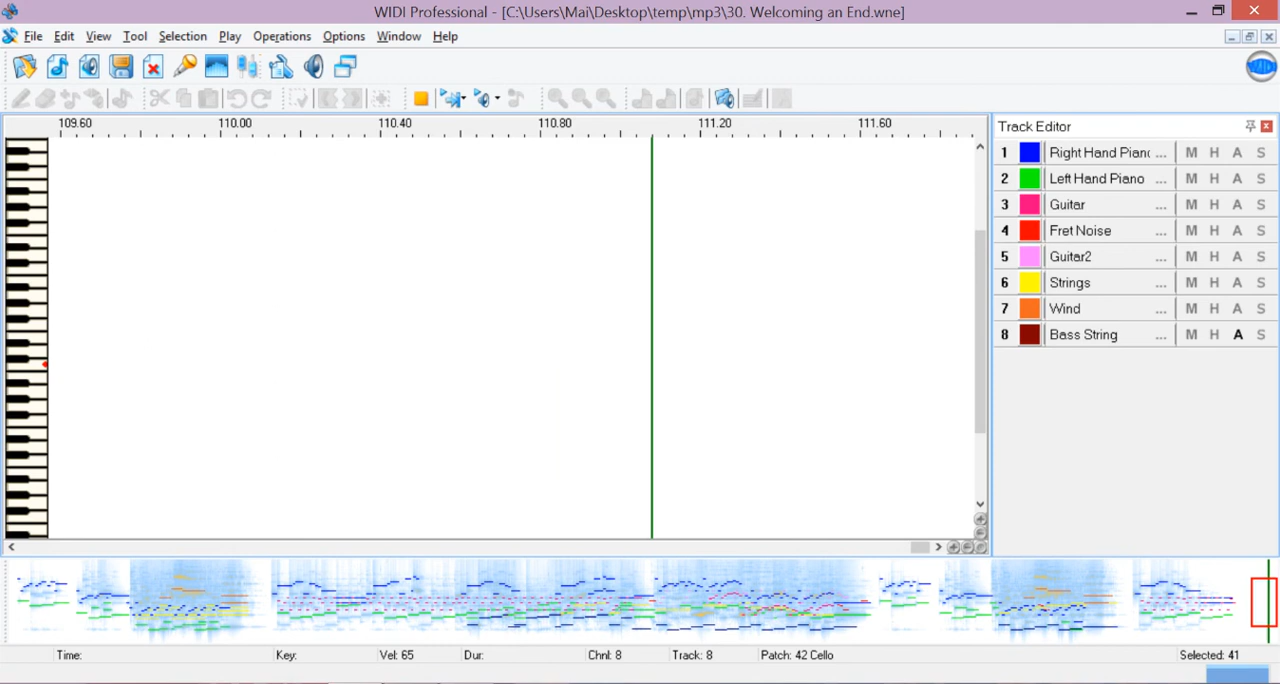 WIDI Professional - [C:\Users\Mai\Desktop\temp\mp3\30. Welcoming an End.wne]
File Edit View Tool Selection Play Operations Options Window Help
WIDI
109.60 110.00 110.40 110.80 111.20 111.60
Track Editor
1 Right Hand Pianc ... M H A S
2 Left Hand Piano ... M H A S
3 Guitar ... M H A S
4 Fret Noise ... M H A S
5 Guitar2 ... M H A S
6 Strings ... M H A S
7 Wind ... M H A S
8 Bass String ... M H A S
Time: Key: Vel: 65 Dur: Chnl: 8 Track: 8 Patch: 42 Cello Selected: 41